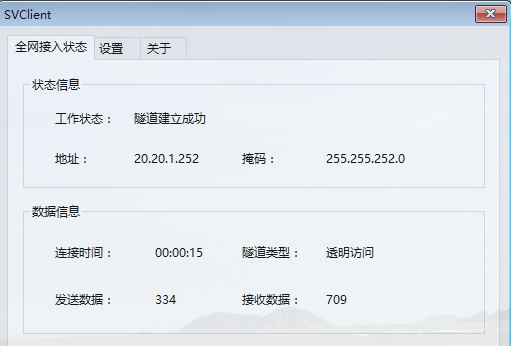 SVClient
全网接入状态 设置 关于
状态信息
工作状态： 隧道建立成功
地址： 20.20.1.252 掩码： 255.255.252.0
数据信息
连接时间： 00:00:15 隧道类型： 透明访问
发送数据： 334 接收数据： 709